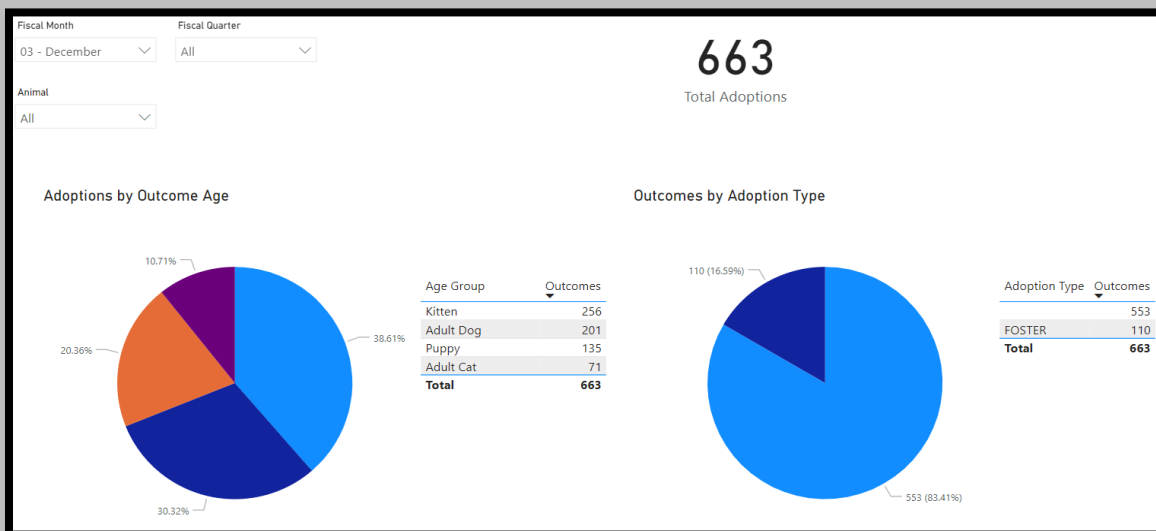 Fiscal Month
03 - December
Fiscal Quarter
All
Animal
All
663
Total Adoptions
Adoptions by Outcome Age
10.71%
38.61%
20.36%
30.32%
Age Group Outcomes
Kitten 256
Adult Dog 201
Puppy 135
Adult Cat 71
Total 663
Outcomes by Adoption Type
110 (16.59%)
553 (83.41%)
Adoption Type Outcomes
553
FOSTER 110
Total 663